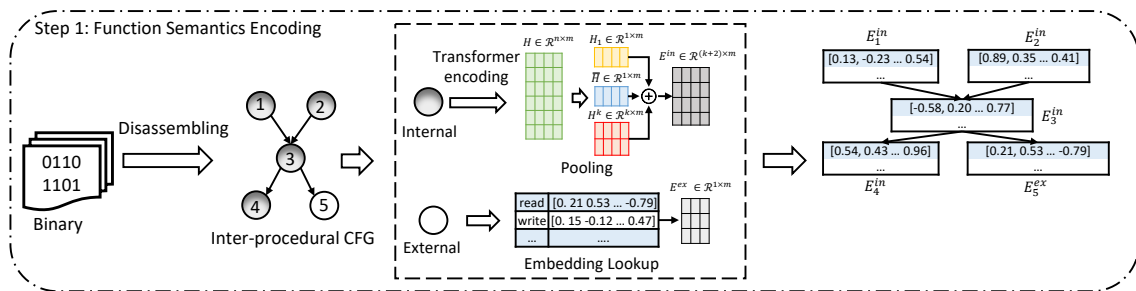 Step 1: Function Semantics Encoding
0110
1101
Binary
Disassembling
1
2
3
4
5
Inter-procedural CFG
Internal
Transformer
encoding
H ∈ ℛ^{n×m}
H_1 ∈ ℛ^{1×m}
H̅ ∈ ℛ^{1×m}
H^k ∈ ℛ^{k×m}
+
E^{in} ∈ ℛ^{(k+2)×m}
Pooling
External
read [0. 21 0.53 ... -0.79]
write [0. 15 -0.12 ... 0.47]
... ....
E^{ex} ∈ ℛ^{1×m}
Embedding Lookup
E_1^{in}
[0.13, -0.23 ... 0.54]
...
E_2^{in}
[0.89, 0.35 ... 0.41]
...
[-0.58, 0.20 ... 0.77]
...
E_3^{in}
[0.54, 0.43 ... 0.96]
...
E_4^{in}
[0.21, 0.53 ... -0.79]
...
E_5^{ex}